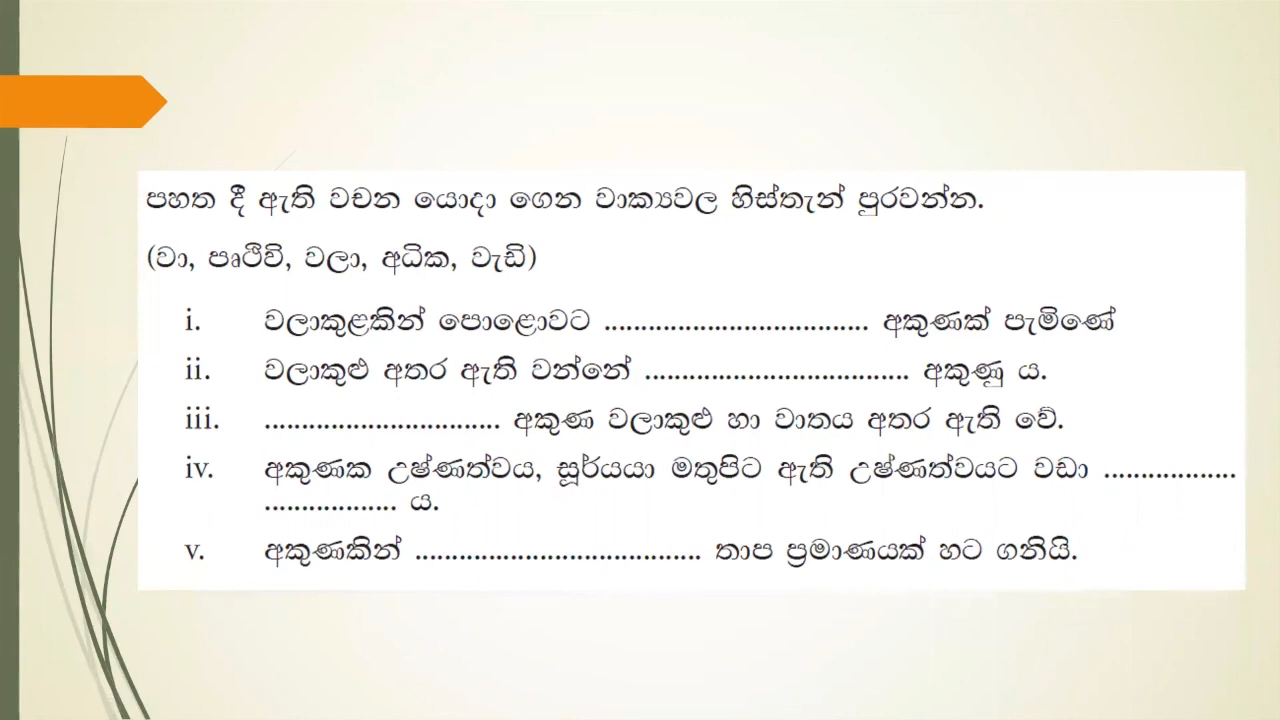 පහත දී ඇති වචන යොදා ගෙන වාක්‍යවල හිස්තැන් පුරවන්න.
(වා, පෘථිවි, වලා, අධික, වැඩි)
i. වලාකුළකින් පොළොවට .................................... අකුණක් පැමිණේ
ii. වලාකුළු අතර ඇති වන්නේ .................................... අකුණු ය.
iii. ................................ අකුණ වලාකුළු හා වාතය අතර ඇති වේ.
iv. අකුණක උෂ්ණත්වය, සූර්යයා මතුපිට ඇති උෂ්ණත්වයට වඩා ..................
.................. ය.
v. අකුණකින් ....................................... තාප ප්‍රමාණයක් හට ගනියි.